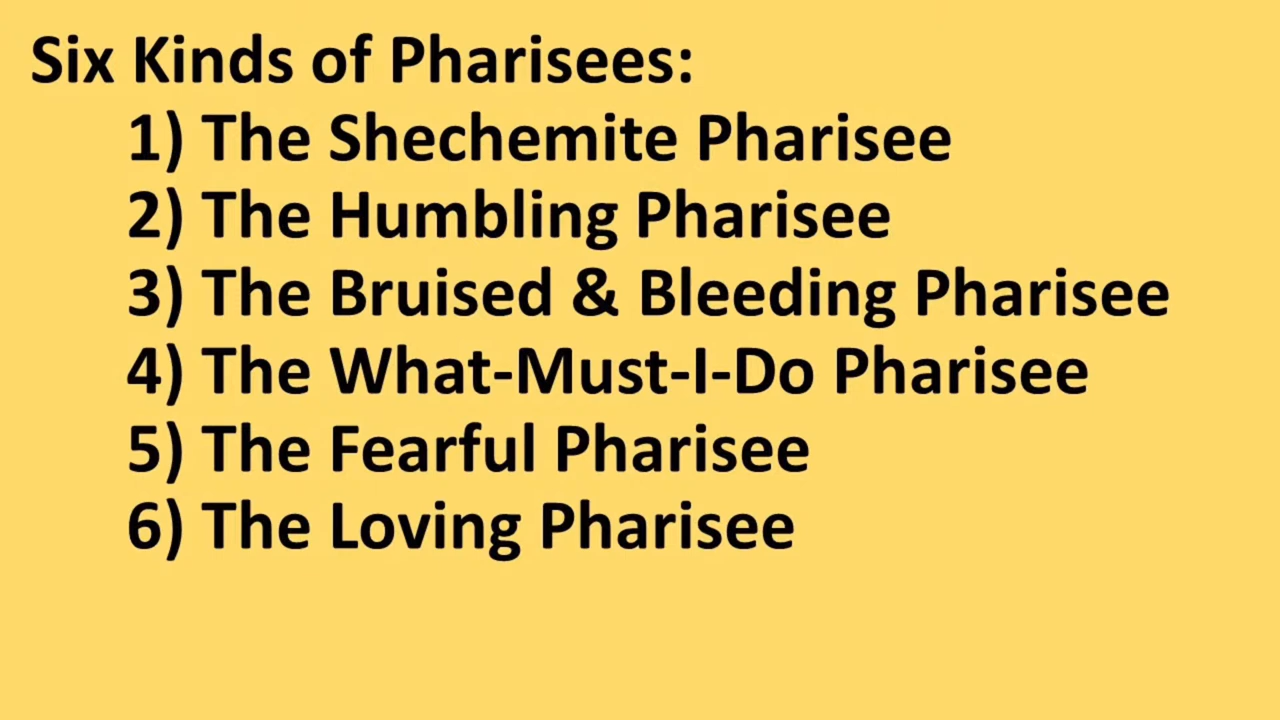 Six Kinds of Pharisees:
1) The Shechemite Pharisee
2) The Humbling Pharisee
3) The Bruised & Bleeding Pharisee
4) The What-Must-I-Do Pharisee
5) The Fearful Pharisee
6) The Loving Pharisee